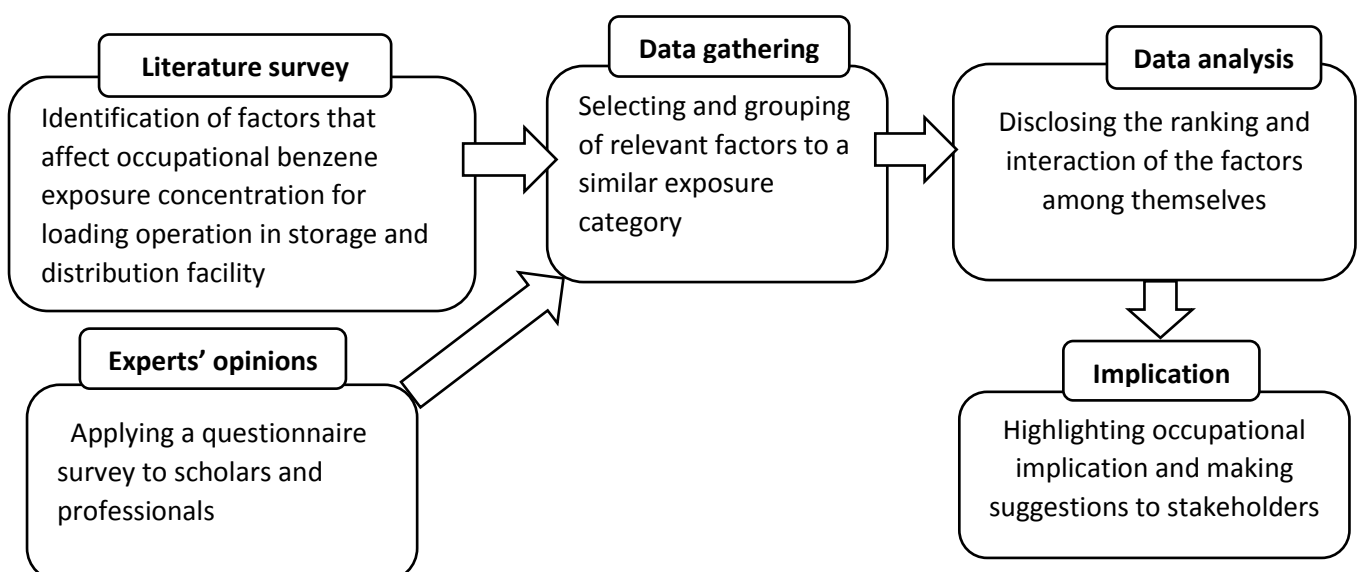 Literature survey
Identification of factors that
affect occupational benzene
exposure concentration for
loading operation in storage and
distribution facility
Experts’ opinions
Applying a questionnaire
survey to scholars and
professionals
Data gathering
Selecting and grouping
of relevant factors to a
similar exposure
category
Data analysis
Disclosing the ranking and
interaction of the factors
among themselves
Implication
Highlighting occupational
implication and making
suggestions to stakeholders